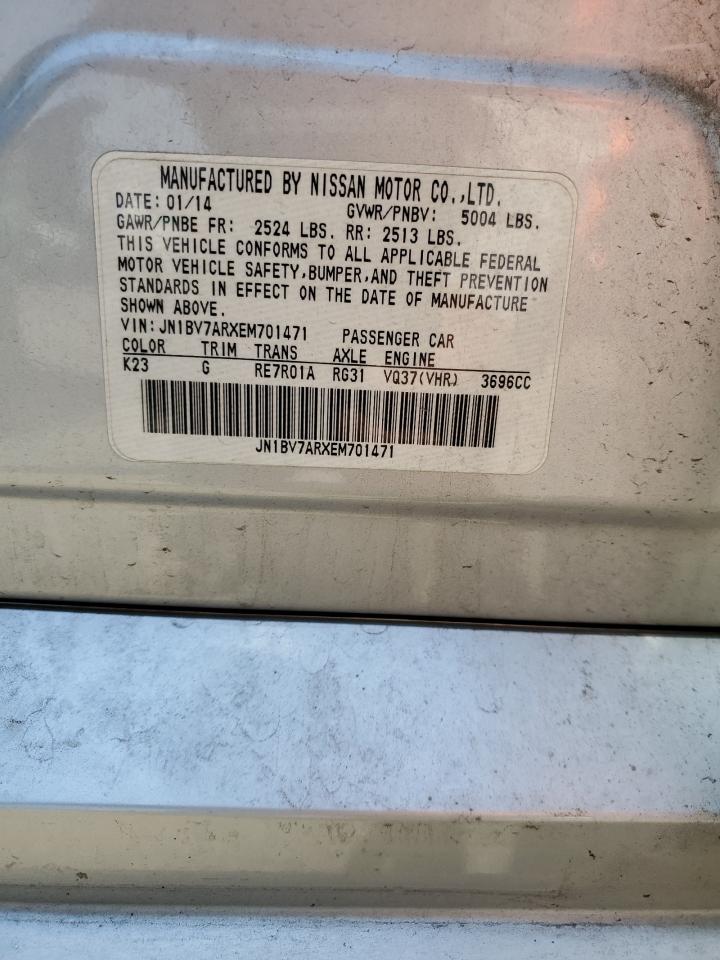 MANUFACTURED BY NISSAN MOTOR CO.,LTD.
DATE: 01/14 GVWR/PNBV: 5004 LBS.
GAWR/PNBE FR: 2524 LBS. RR: 2513 LBS.
THIS VEHICLE CONFORMS TO ALL APPLICABLE FEDERAL
MOTOR VEHICLE SAFETY,BUMPER,AND THEFT PREVENTION
STANDARDS IN EFFECT ON THE DATE OF MANUFACTURE
SHOWN ABOVE.
VIN: JN1BV7ARXEM701471 PASSENGER CAR
COLOR TRIM TRANS AXLE ENGINE
K23 G RE7R01A RG31 VQ37(VHR) 3696CC
JN1BV7ARXEM701471